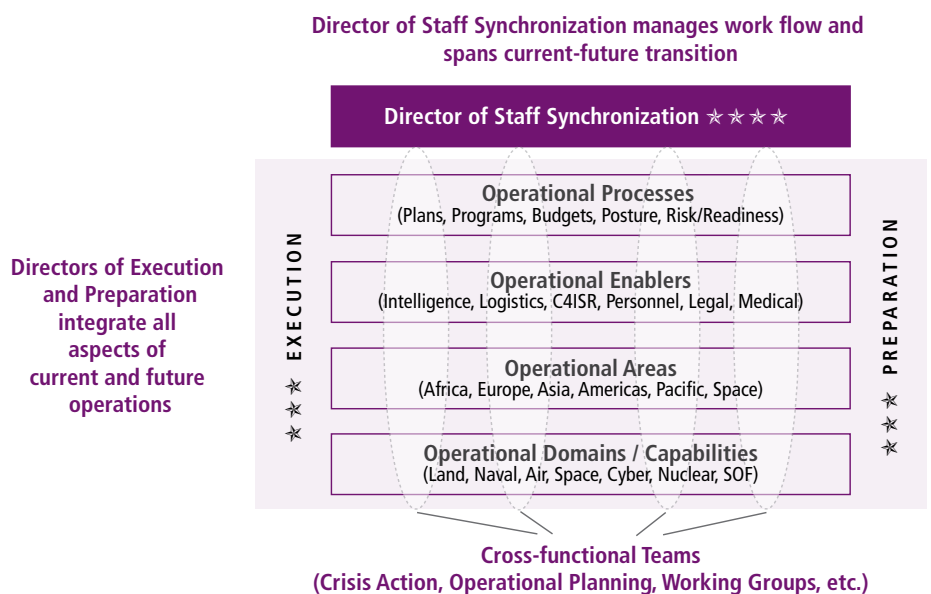 Director of Staff Synchronization manages work flow and
spans current-future transition
Director of Staff Synchronization ★★★★
Directors of Execution
and Preparation
integrate all
aspects of
current and future
operations
★★★ EXECUTION
Operational Processes
(Plans, Programs, Budgets, Posture, Risk/Readiness)
Operational Enablers
(Intelligence, Logistics, C4ISR, Personnel, Legal, Medical)
Operational Areas
(Africa, Europe, Asia, Americas, Pacific, Space)
Operational Domains / Capabilities
(Land, Naval, Air, Space, Cyber, Nuclear, SOF)
★★★ PREPARATION
Cross-functional Teams
(Crisis Action, Operational Planning, Working Groups, etc.)